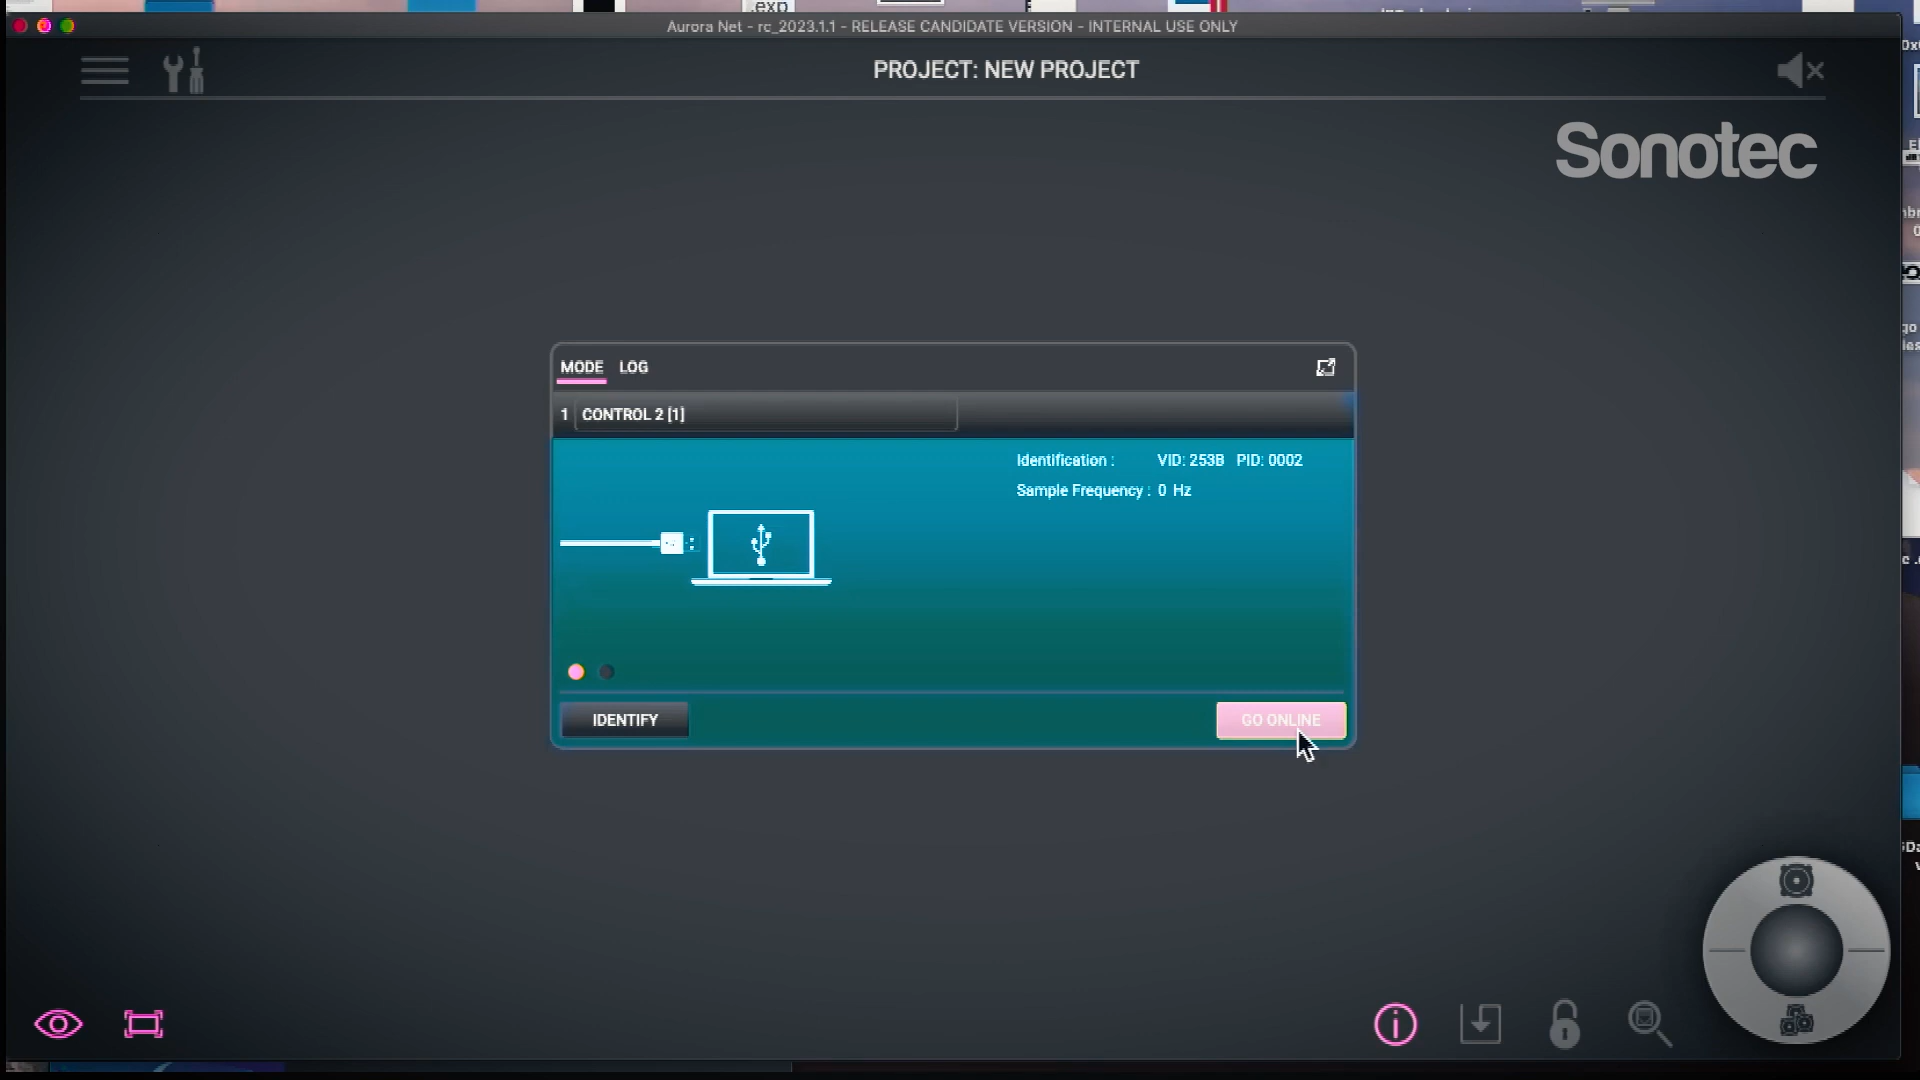 .exp
Aurora Net - rc_2023.1.1 - RELEASE CANDIDATE VERSION - INTERNAL USE ONLY
PROJECT: NEW PROJECT
Sonotec
MODE LOG
1 CONTROL 2 [1]
Identification : VID: 253B PID: 0002
Sample Frequency : 0 Hz
IDENTIFY
GO ONLINE